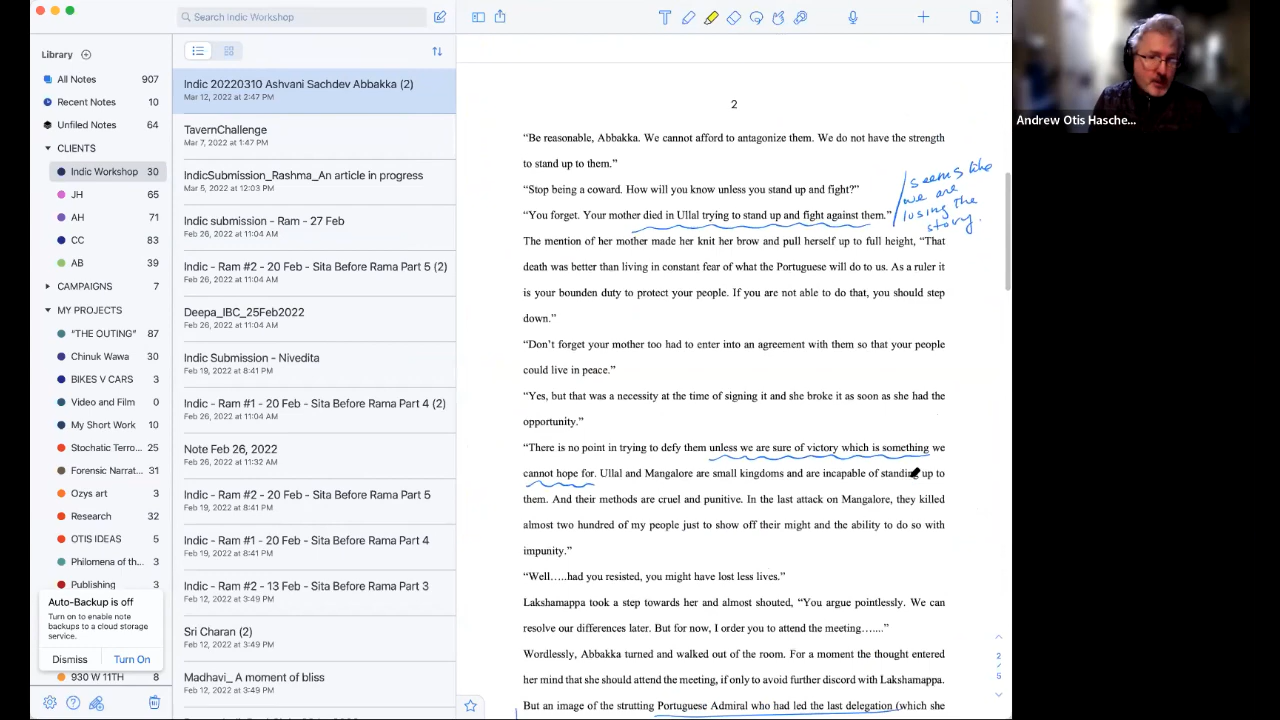 Search Indic Workshop
Library
All Notes 907
Recent Notes 10
Unfiled Notes 64
CLIENTS
Indic Workshop 30
JH 65
AH 71
CC 83
AB 39
CAMPAIGNS 7
MY PROJECTS
“THE OUTING” 87
Chinuk Wawa 30
BIKES V CARS 3
Video and Film 0
My Short Work 10
Stochatic Terro... 25
Forensic Narrat... 31
Ozys art 3
Research 32
OTIS IDEAS 5
Philomena of th... 1
Publishing
Auto-Backup is off
Turn on to enable note
backups to a cloud storage
service.
Dismiss Turn On
930 W 11TH 8
Indic 20220310 Ashvani Sachdev Abbakka (2)
Mar 12, 2022 at 2:47 PM
TavernChallenge
Mar 7, 2022 at 1:47 PM
IndicSubmission_Rahma_An article in progress
Mar 5, 2022 at 12:03 PM
Indic submission - Ram - 27 Feb
Mar 5, 2022 at 12:03 PM
Indic - Ram #2 - 20 Feb - Sita Before Rama Part 5 (2)
Feb 26, 2022 at 11:04 AM
Deepa_IBC_25Feb2022
Feb 26, 2022 at 11:04 AM
Indic Submission - Nivedita
Feb 19, 2022 at 8:41 PM
Indic - Ram #1 - 20 Feb - Sita Before Rama Part 4 (2)
Feb 26, 2022 at 11:04 AM
Note Feb 26, 2022
Feb 26, 2022 at 11:04 AM
Indic - Ram #2 - 20 Feb - Sita Before Rama Part 5
Feb 19, 2022 at 8:41 PM
Indic - Ram #1 - 20 Feb - Sita Before Rama Part 4
Feb 19, 2022 at 8:41 PM
Indic - Ram #2 - 13 Feb - Sita Before Rama Part 3
Feb 12, 2022 at 3:49 PM
Sri Charan (2)
Feb 12, 2022 at 3:49 PM
Madhavi_ A moment of bliss
Feb 12, 2022 at 3:49 PM
2
“Be reasonable, Abbakka. We cannot afford to antagonize them. We do not have the strength
to stand up to them.”
“Stop being a coward. How will you know unless you stand up and fight?”
“You forget. Your mother died in Ullal trying to stand up and fight against them.”
seems like
we are
losing the
story.
The mention of her mother made her knit her brow and pull herself up to full height, “That
death was better than living in constant fear of what the Portuguese will do to us. As a ruler it
is your bounden duty to protect your people. If you are not able to do that, you should step
down.”
“Don’t forget your mother too had to enter into an agreement with them so that your people
could live in peace.”
“Yes, but that was a necessity at the time of signing it and she broke it as soon as she had the
opportunity.”
“There is no point in trying to defy them unless we are sure of victory which is something we
cannot hope for. Ullal and Mangalore are small kingdoms and are incapable of standing up to
them. And their methods are cruel and punitive. In the last attack on Mangalore, they killed
almost two hundred of my people just to show off their might and the ability to do so with
impunity.”
“Well…..had you resisted, you might have lost less lives.”
Lakshamappa took a step towards her and almost shouted, “You argue pointlessly. We can
resolve our differences later. But for now, I order you to attend the meeting…....”
Wordlessly, Abbakka turned and walked out of the room. For a moment the thought entered
her mind that she should attend the meeting, if only to avoid further discord with Lakshamappa.
But an image of the strutting Portuguese Admiral who had led the last delegation (which she
2
/
5
Andrew Otis Hasche...